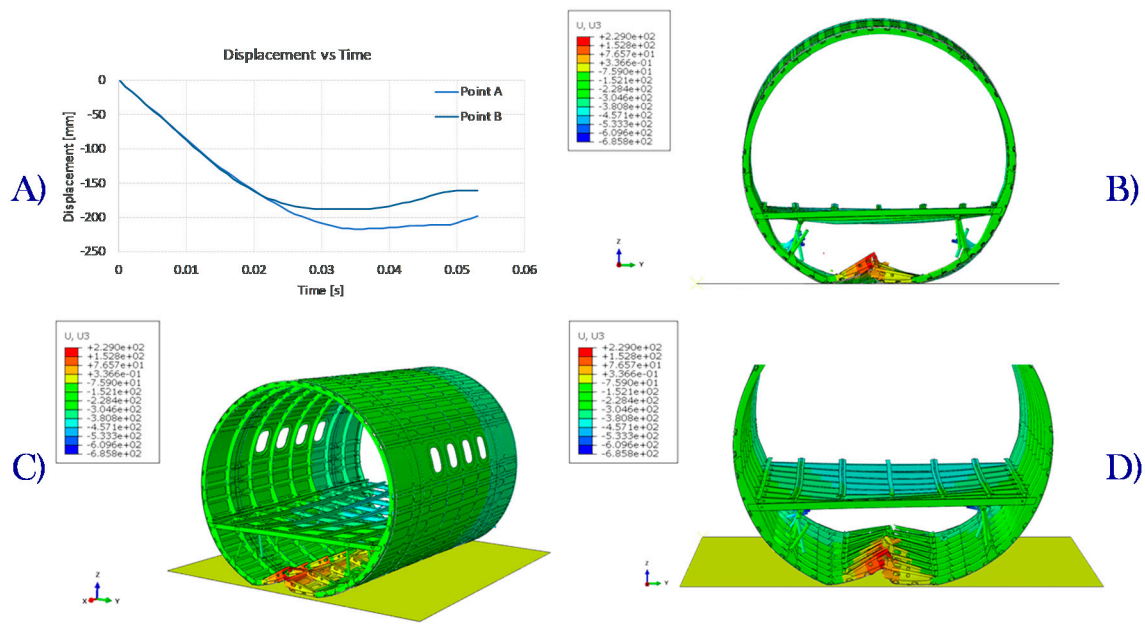 A)
Displacement vs Time
Displacement [mm]
0
-50
-100
-150
-200
-250
0
0.01
0.02
0.03
0.04
0.05
0.06
Time [s]
Point A
Point B
B)
U, U3
+2.290e+02
+1.528e+02
+7.657e+01
+3.366e-01
-7.590e+01
-1.521e+02
-2.284e+02
-3.046e+02
-3.808e+02
-4.571e+02
-5.333e+02
-6.096e+02
-6.858e+02
Z
Y
X
C)
U, U3
+2.290e+02
+1.528e+02
+7.657e+01
+3.366e-01
-7.590e+01
-1.521e+02
-2.284e+02
-3.046e+02
-3.808e+02
-4.571e+02
-5.333e+02
-6.096e+02
-6.858e+02
Z
X
Y
D)
U, U3
+2.290e+02
+1.528e+02
+7.657e+01
+3.366e-01
-7.590e+01
-1.521e+02
-2.284e+02
-3.046e+02
-3.808e+02
-4.571e+02
-5.333e+02
-6.096e+02
-6.858e+02
Z
Y